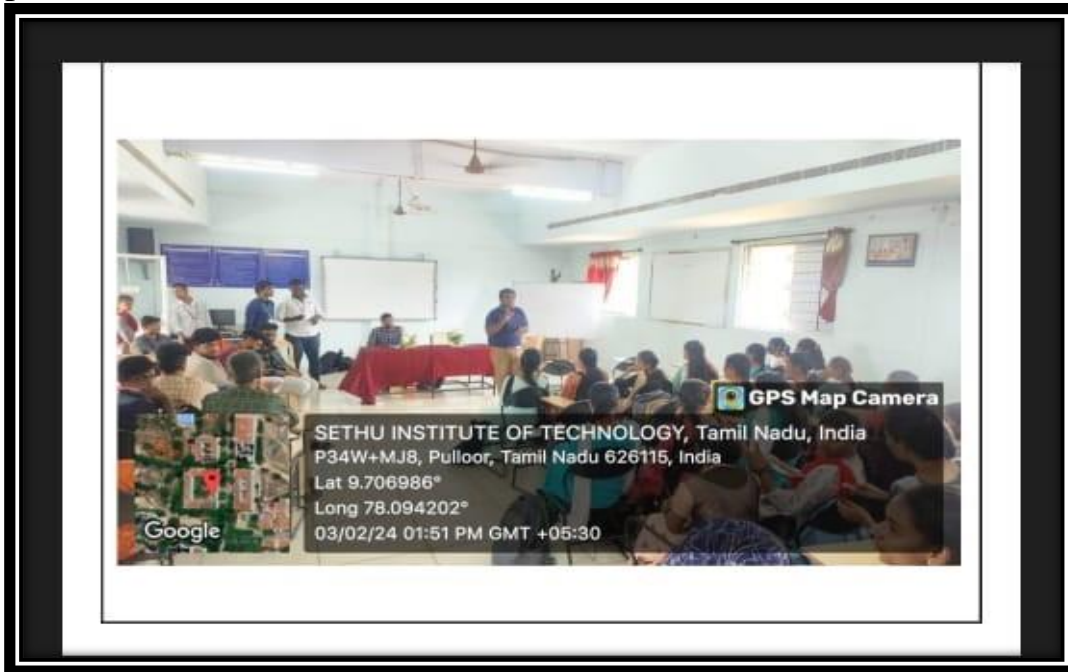 GPS Map Camera
SETHU INSTITUTE OF TECHNOLOGY, Tamil Nadu, India
P34W+MJ8, Pulloor, Tamil Nadu 626115, India
Lat 9.706986°
Long 78.094202°
03/02/24 01:51 PM GMT +05:30
Google